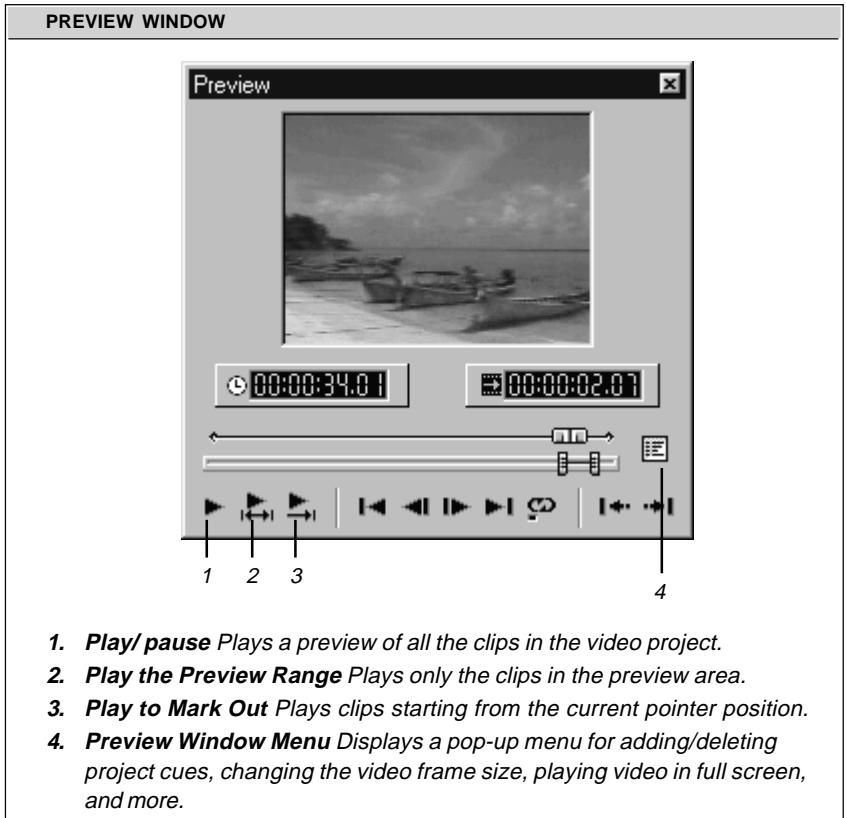 PREVIEW WINDOW
Preview
00:00:34.01
00:00:02.07
1
2
3
4
1. Play/ pause Plays a preview of all the clips in the video project.
2. Play the Preview Range Plays only the clips in the preview area.
3. Play to Mark Out Plays clips starting from the current pointer position.
4. Preview Window Menu Displays a pop-up menu for adding/deleting
project cues, changing the video frame size, playing video in full screen,
and more.